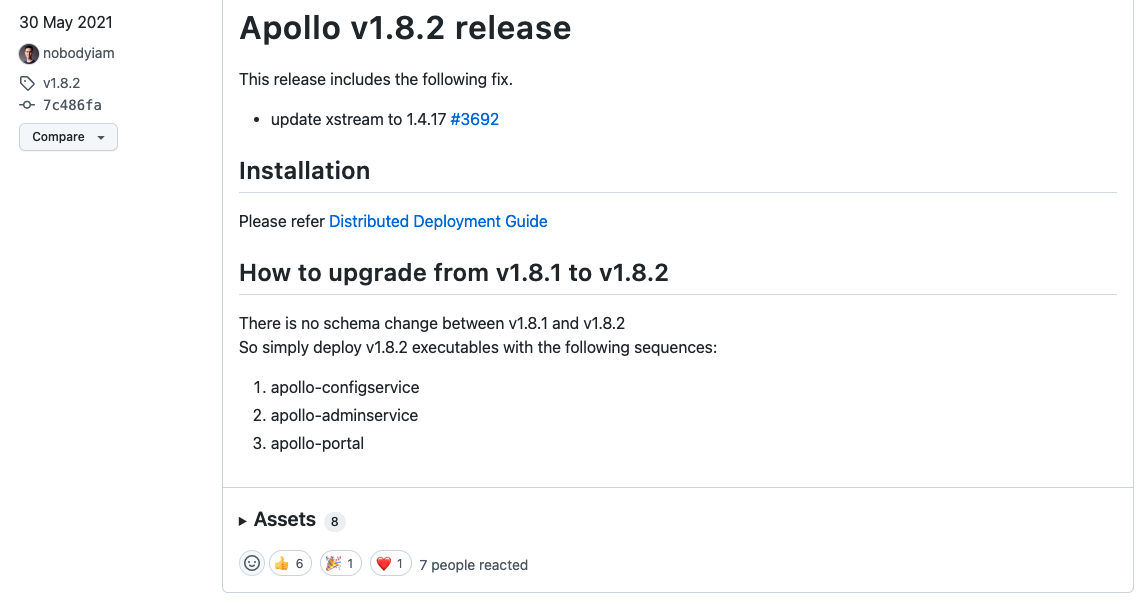 30 May 2021
nobodyiam
v1.8.2
7c486fa
Compare
Apollo v1.8.2 release
This release includes the following fix.
• update xstream to 1.4.17 #3692
Installation
Please refer Distributed Deployment Guide
How to upgrade from v1.8.1 to v1.8.2
There is no schema change between v1.8.1 and v1.8.2
So simply deploy v1.8.2 executables with the following sequences:
1. apollo-configservice
2. apollo-adminservice
3. apollo-portal
Assets 8
👍 6 🎉 1 ❤️ 1 7 people reacted